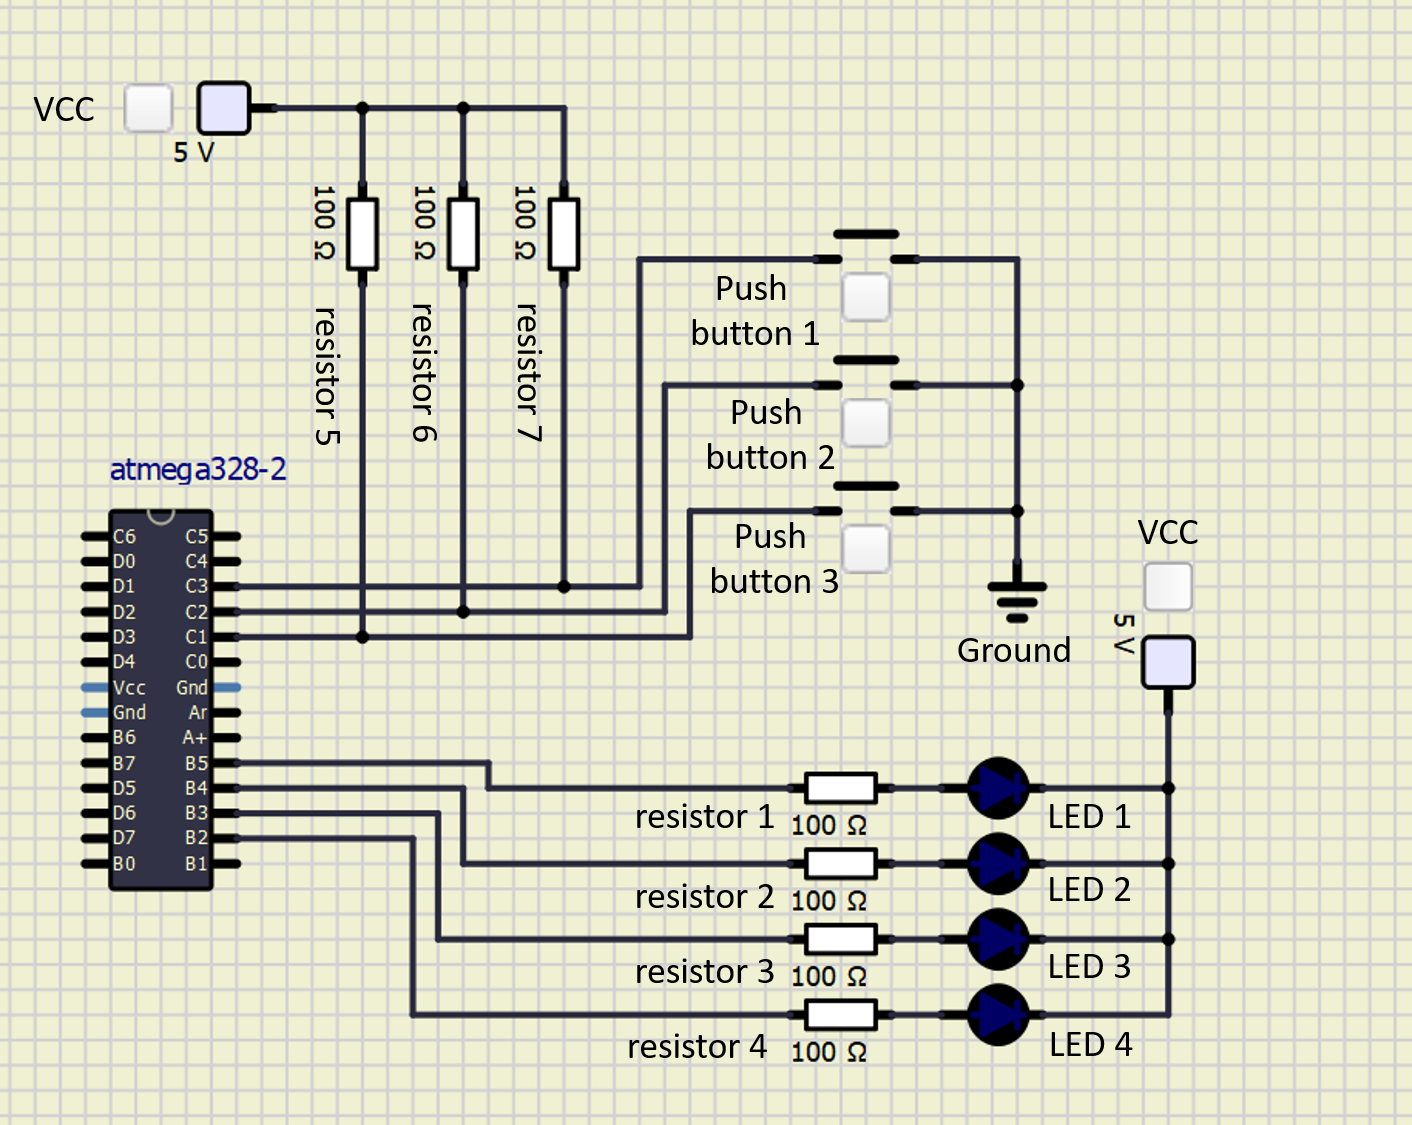 VCC
5 V
100 Ω
100 Ω
100 Ω
resistor 5
resistor 6
resistor 7
Push
button 1
Push
button 2
Push
button 3
Ground
VCC
5 V
atmega328-2
C6 C5
D0 C4
D1 C3
D2 C2
D3 C1
D4 C0
Vcc Gnd
Gnd Ar
B6 A+
B7 B5
D5 B4
D6 B3
D7 B2
B0 B1
resistor 1 100 Ω LED 1
resistor 2 100 Ω LED 2
resistor 3 100 Ω LED 3
resistor 4 100 Ω LED 4